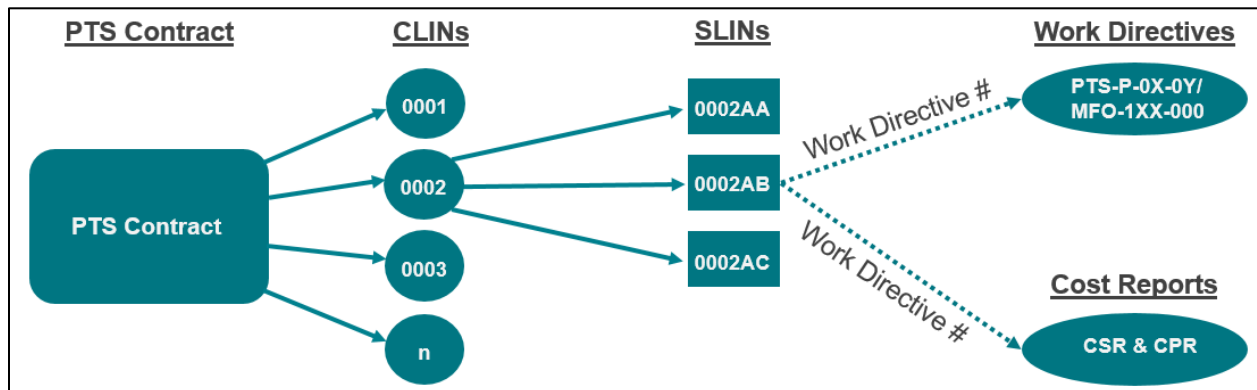 PTS Contract
CLINs
SLINs
Work Directives
PTS Contract
0001
0002
0003
n
0002AA
0002AB
0002AC
Work Directive #
Work Directive #
PTS-P-0X-0Y/
MFO-1XX-000
Cost Reports
CSR & CPR